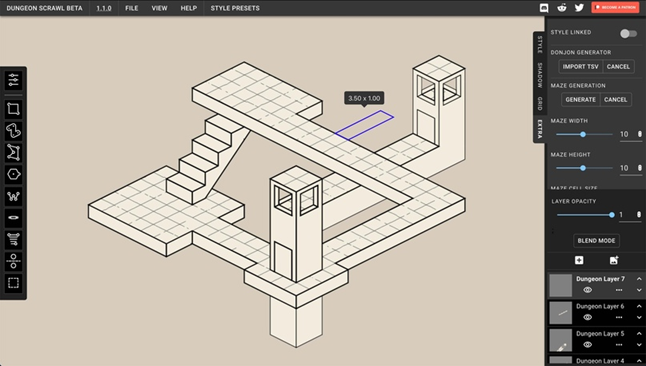 DUNGEON SCRAWL BETA 1.1.0 FILE VIEW HELP STYLE PRESETS
BECOME A PATRON
STYLE LINKED
DONJON GENERATOR
IMPORT TSV CANCEL
MAZE GENERATION
GENERATE CANCEL
MAZE WIDTH
10
MAZE HEIGHT
10
MAZE CELL SIZE
LAYER OPACITY
1
BLEND MODE
Dungeon Layer 7
Dungeon Layer 6
Dungeon Layer 5
Dungeon Layer 4
STYLE
SHADOW
GRID
EXTRA
3.50 x 1.00